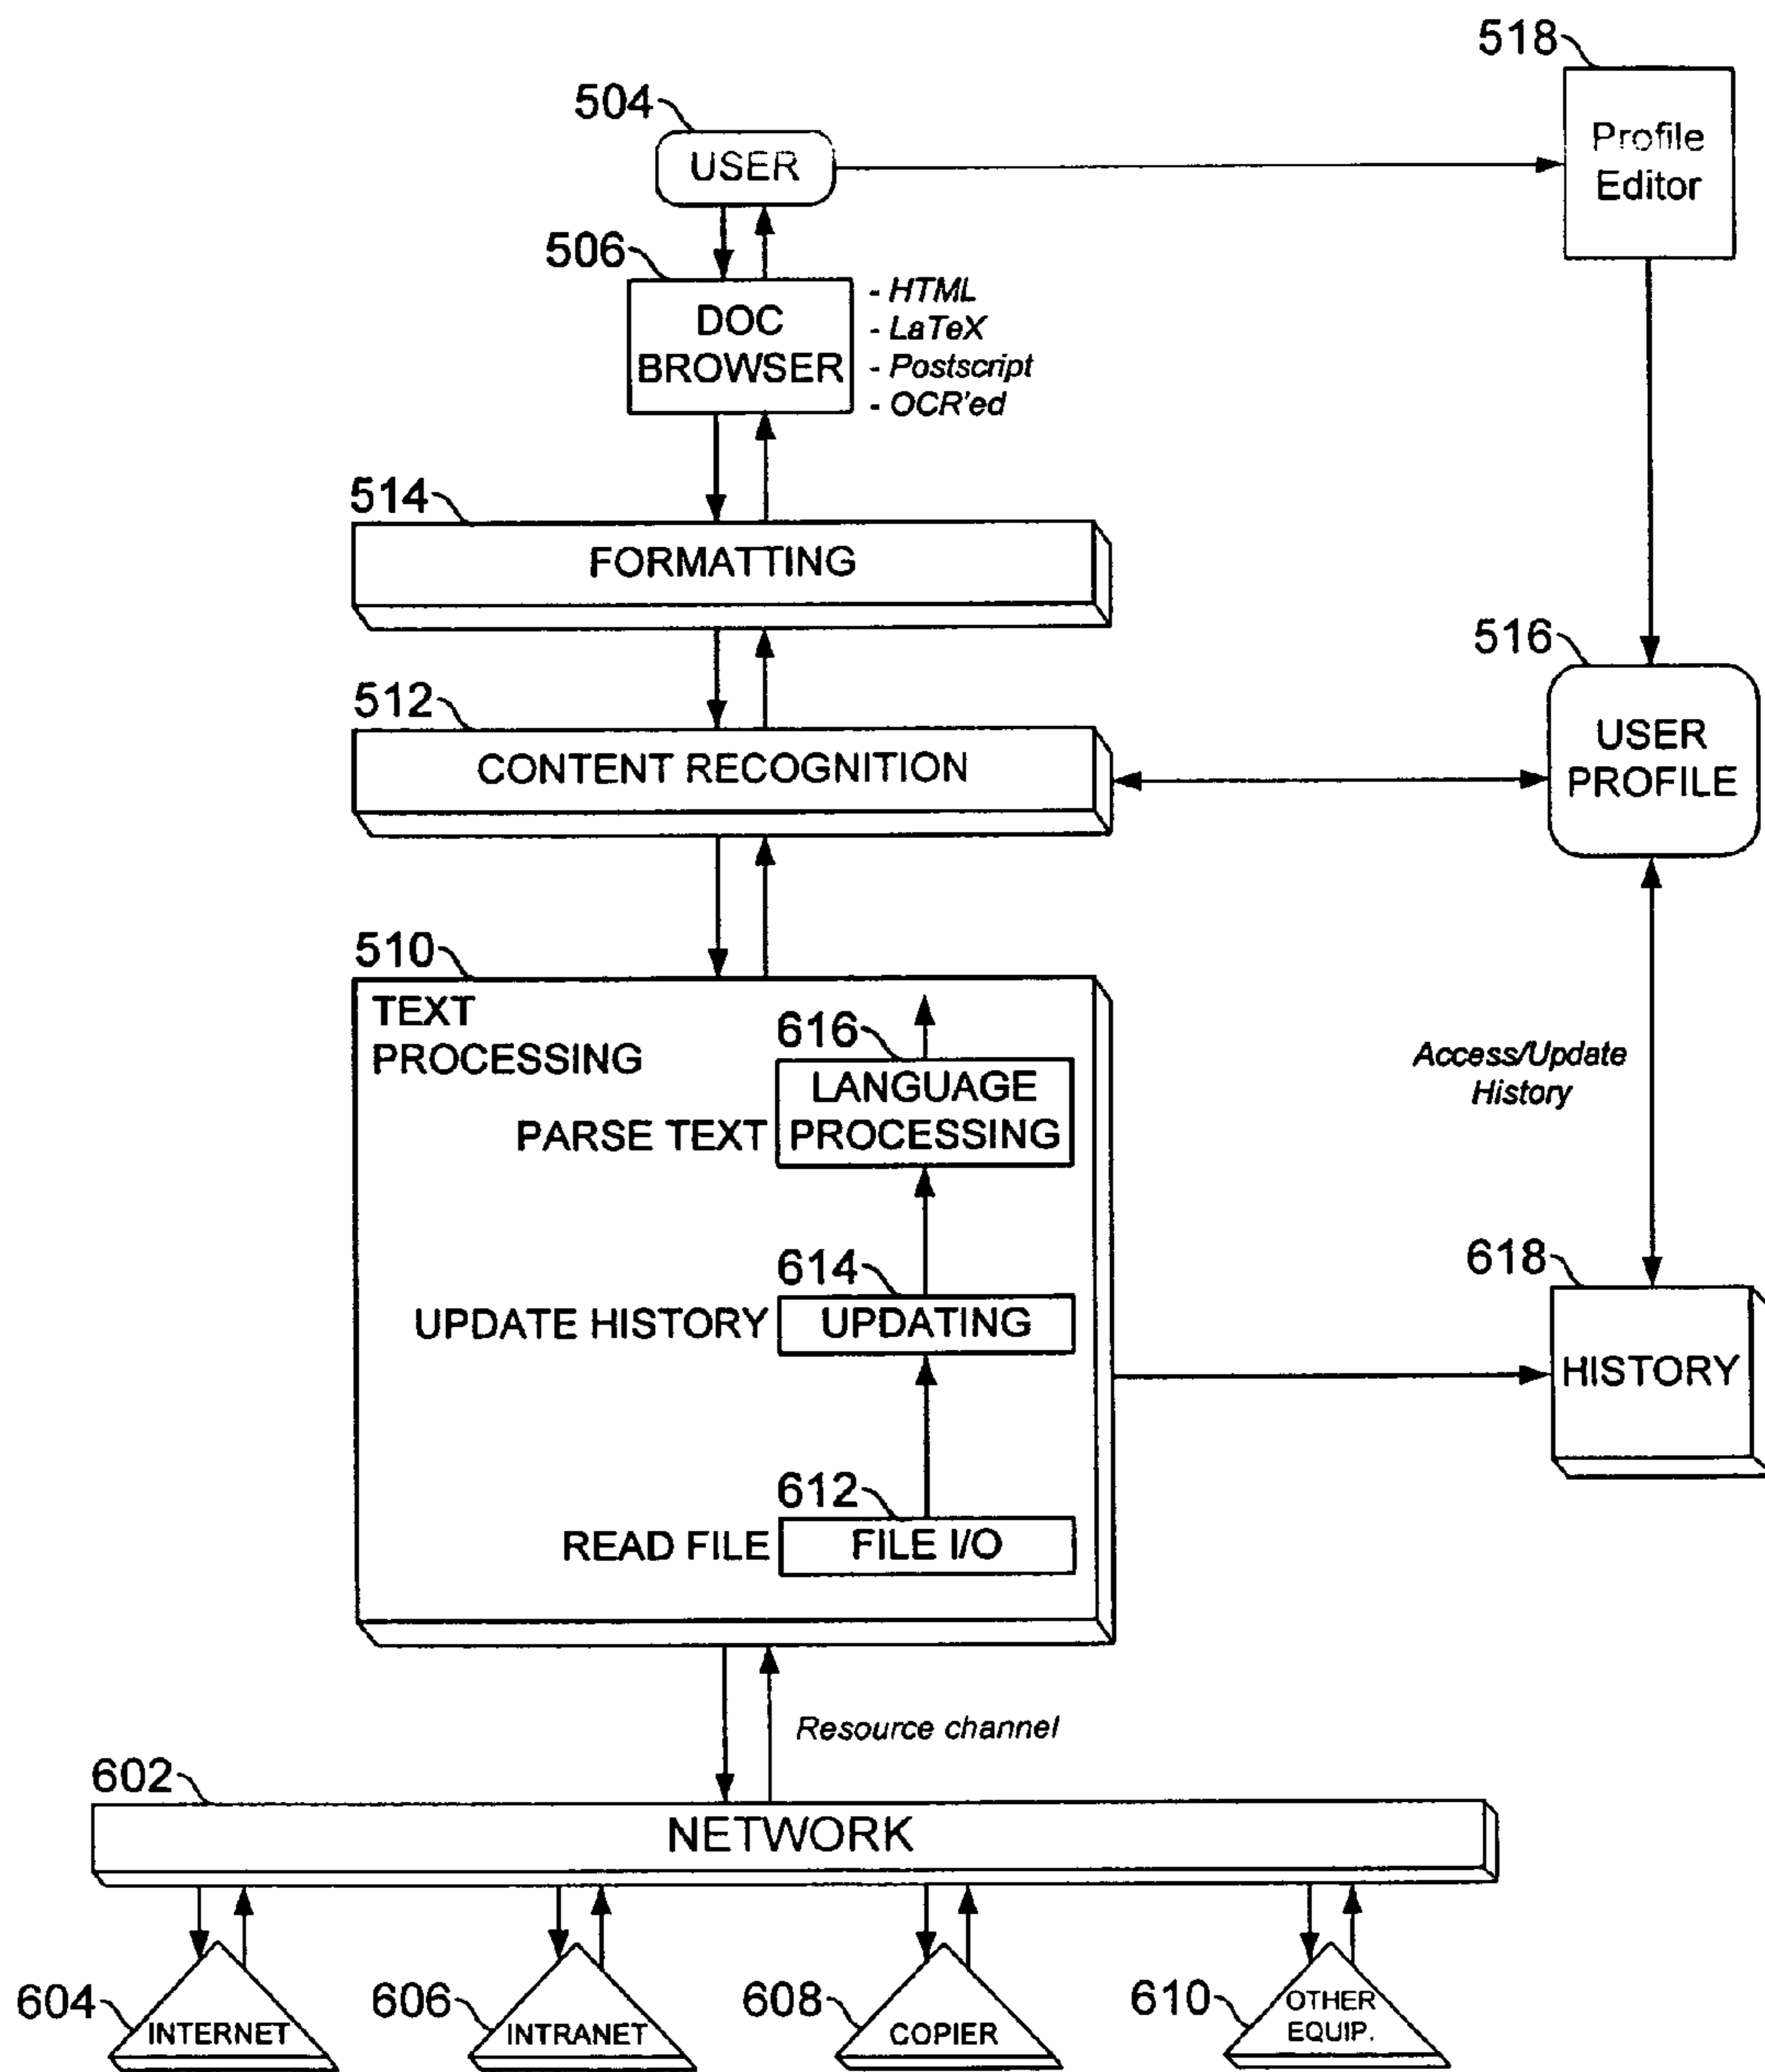 518
504
USER
Profile
Editor
506
DOC
BROWSER
- HTML
- LaTeX
- Postscript
- OCR'ed
514
FORMATTING
516
512
CONTENT RECOGNITION
USER
PROFILE
510
TEXT
PROCESSING
616
LANGUAGE
PROCESSING
PARSE TEXT
Access/Update
History
614
UPDATE HISTORY
UPDATING
618
HISTORY
612
READ FILE
FILE I/O
Resource channel
602
NETWORK
604
INTERNET
606
INTRANET
608
COPIER
610
OTHER
EQUIP.